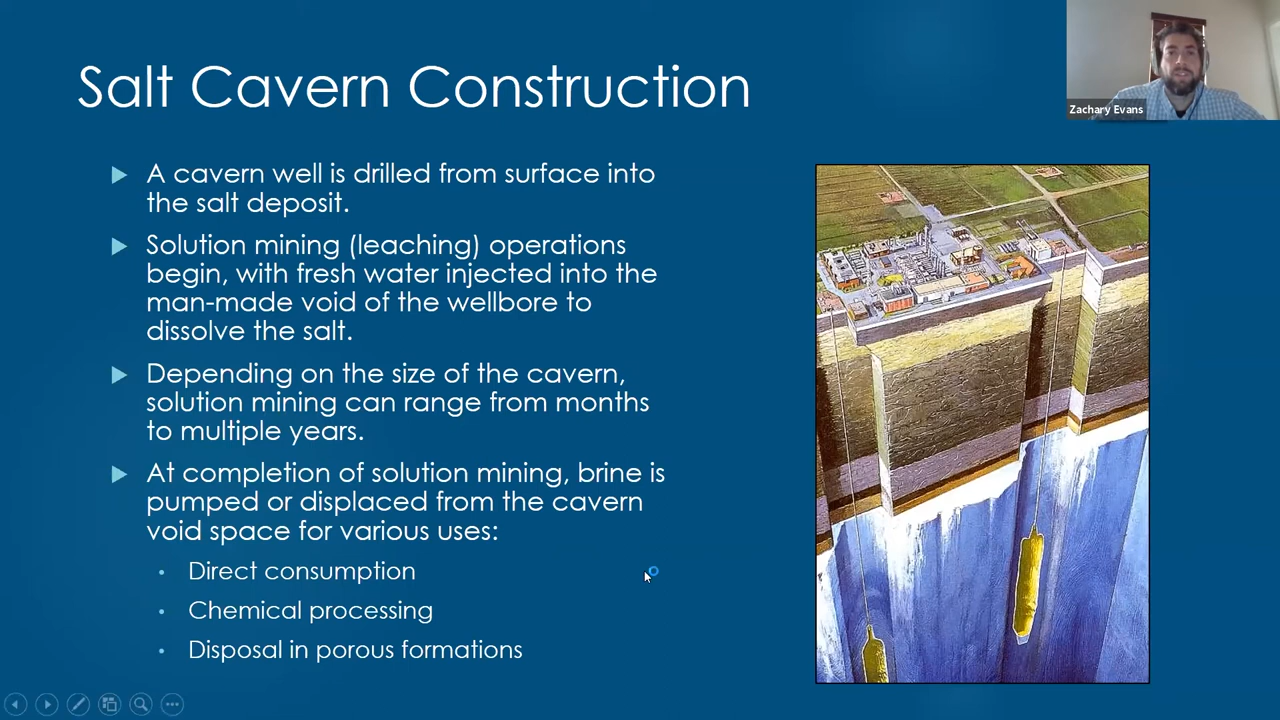 Salt Cavern Construction
Zachary Evans
A cavern well is drilled from surface into
the salt deposit.
Solution mining (leaching) operations
begin, with fresh water injected into the
man-made void of the wellbore to
dissolve the salt.
Depending on the size of the cavern,
solution mining can range from months
to multiple years.
At completion of solution mining, brine is
pumped or displaced from the cavern
void space for various uses:
Direct consumption
Chemical processing
Disposal in porous formations